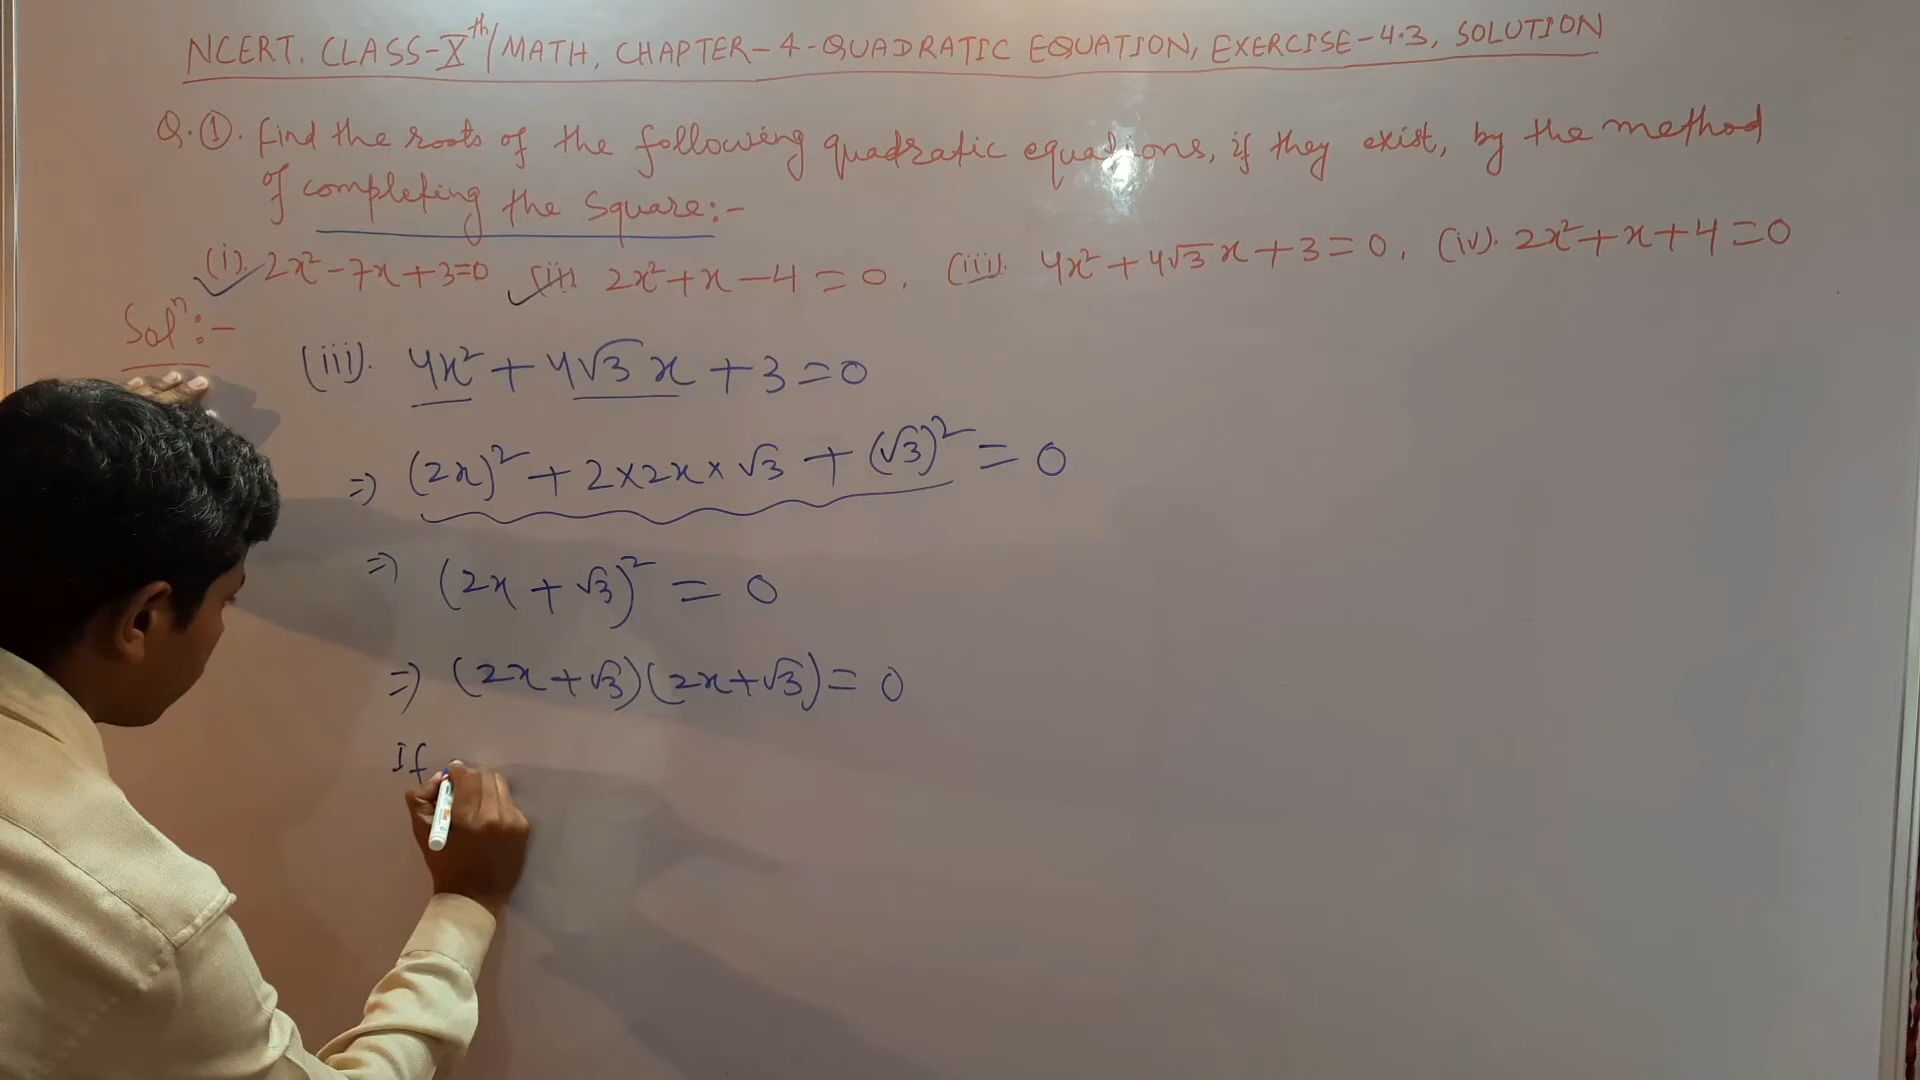 NCERT. CLASS-Xth/MATH, CHAPTER-4-QUADRATIC EQUATION, EXERCISE-4.3, SOLUTION
Q.①. Find the roots of the following quadratic equations, if they exist, by the method
of completing the square:-
(i). 2x²-7x+3=0 (ii). 2x²+x-4=0, (iii). 4x²+4√3x+3=0, (iv). 2x²+x+4=0
Solⁿ:-
(iii). 4x²+4√3x+3=0
⇒ (2x)²+2×2x×√3+(√3)²=0
⇒ (2x+√3)²=0
⇒ (2x+√3)(2x+√3)=0
If